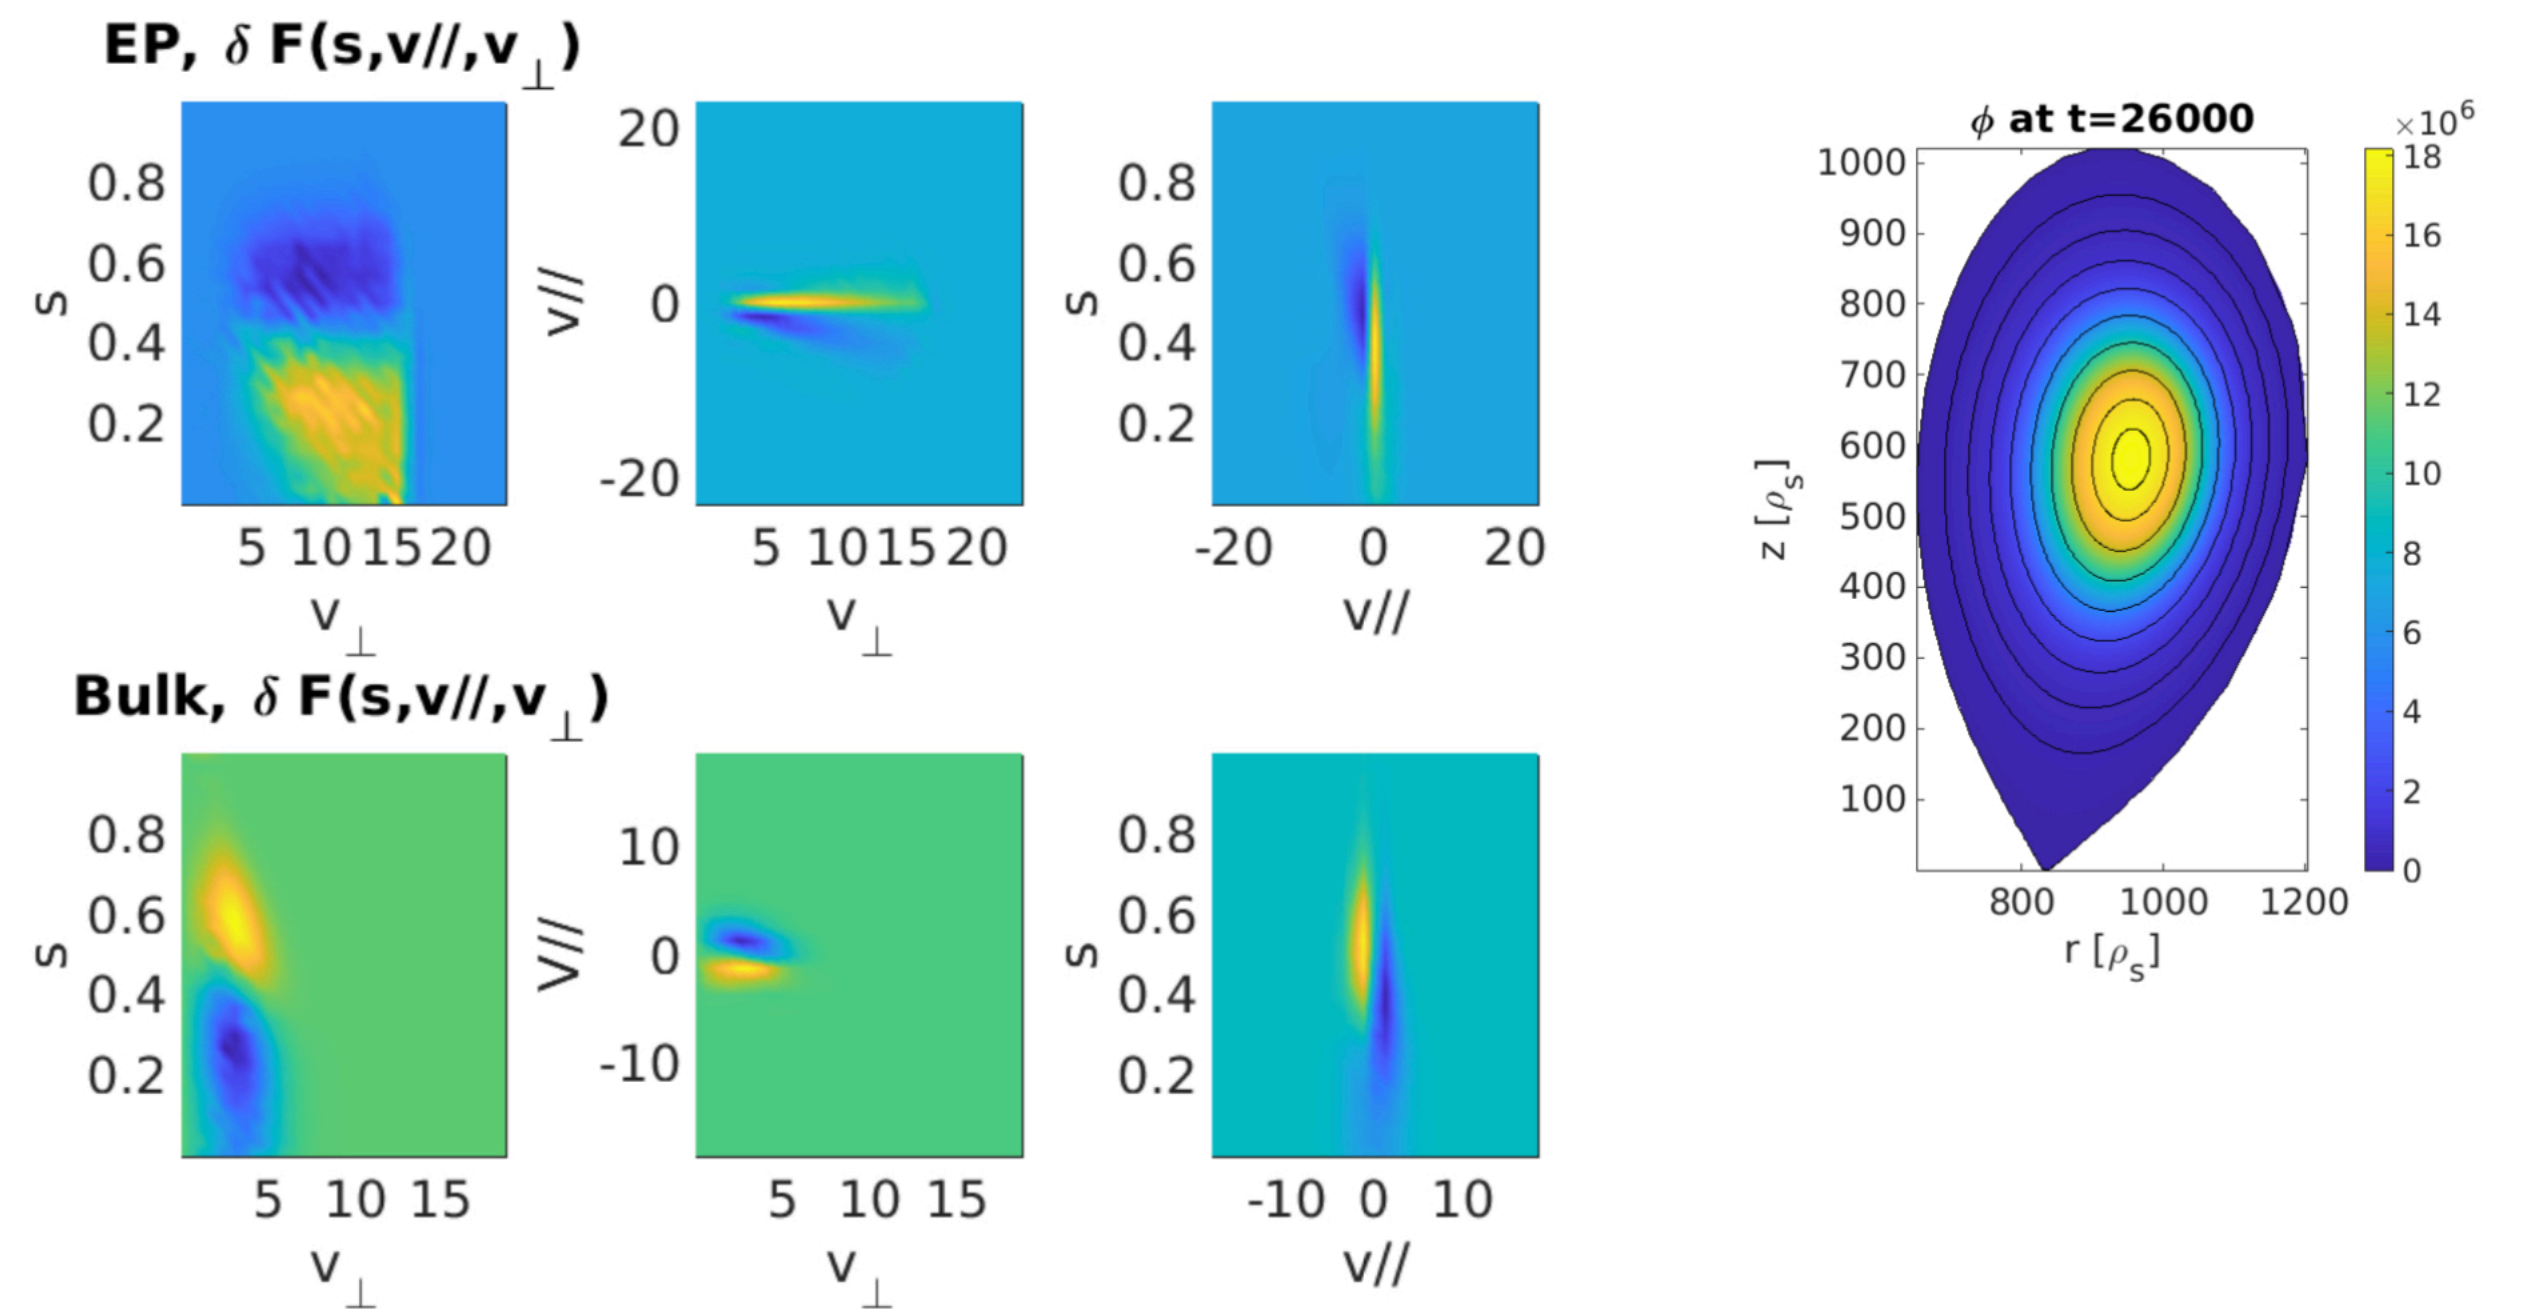 EP, δ F(s,v//,v⊥)
0.8
0.6
0.4
0.2
s
5 10 15 20
v⊥
20
0
-20
v//
5 10 15 20
v⊥
0.8
0.6
0.4
0.2
s
-20 0 20
v//
Bulk, δ F(s,v//,v⊥)
0.8
0.6
0.4
0.2
s
5 10 15
v⊥
10
0
-10
V//
5 10 15
v⊥
0.8
0.6
0.4
0.2
s
-10 0 10
v//
ϕ at t=26000
×10⁶
1000
900
800
700
600
500
400
300
200
100
z [ρs]
800 1000 1200
r [ρs]
18
16
14
12
10
8
6
4
2
0